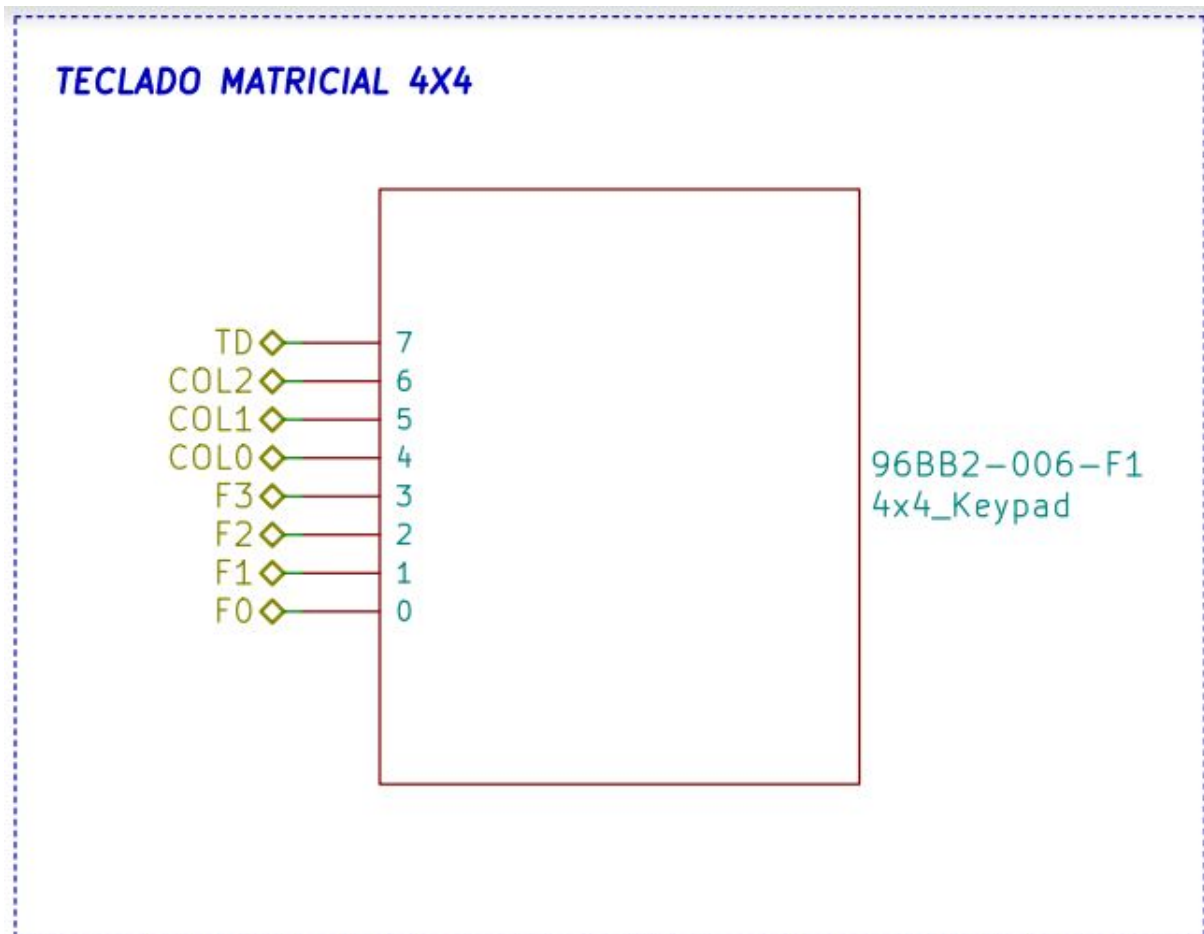 TECLADO MATRICIAL 4X4
TD 7
COL2 6
COL1 5
COL0 4
F3 3
F2 2
F1 1
F0 0
96BB2-006-F1
4x4_Keypad